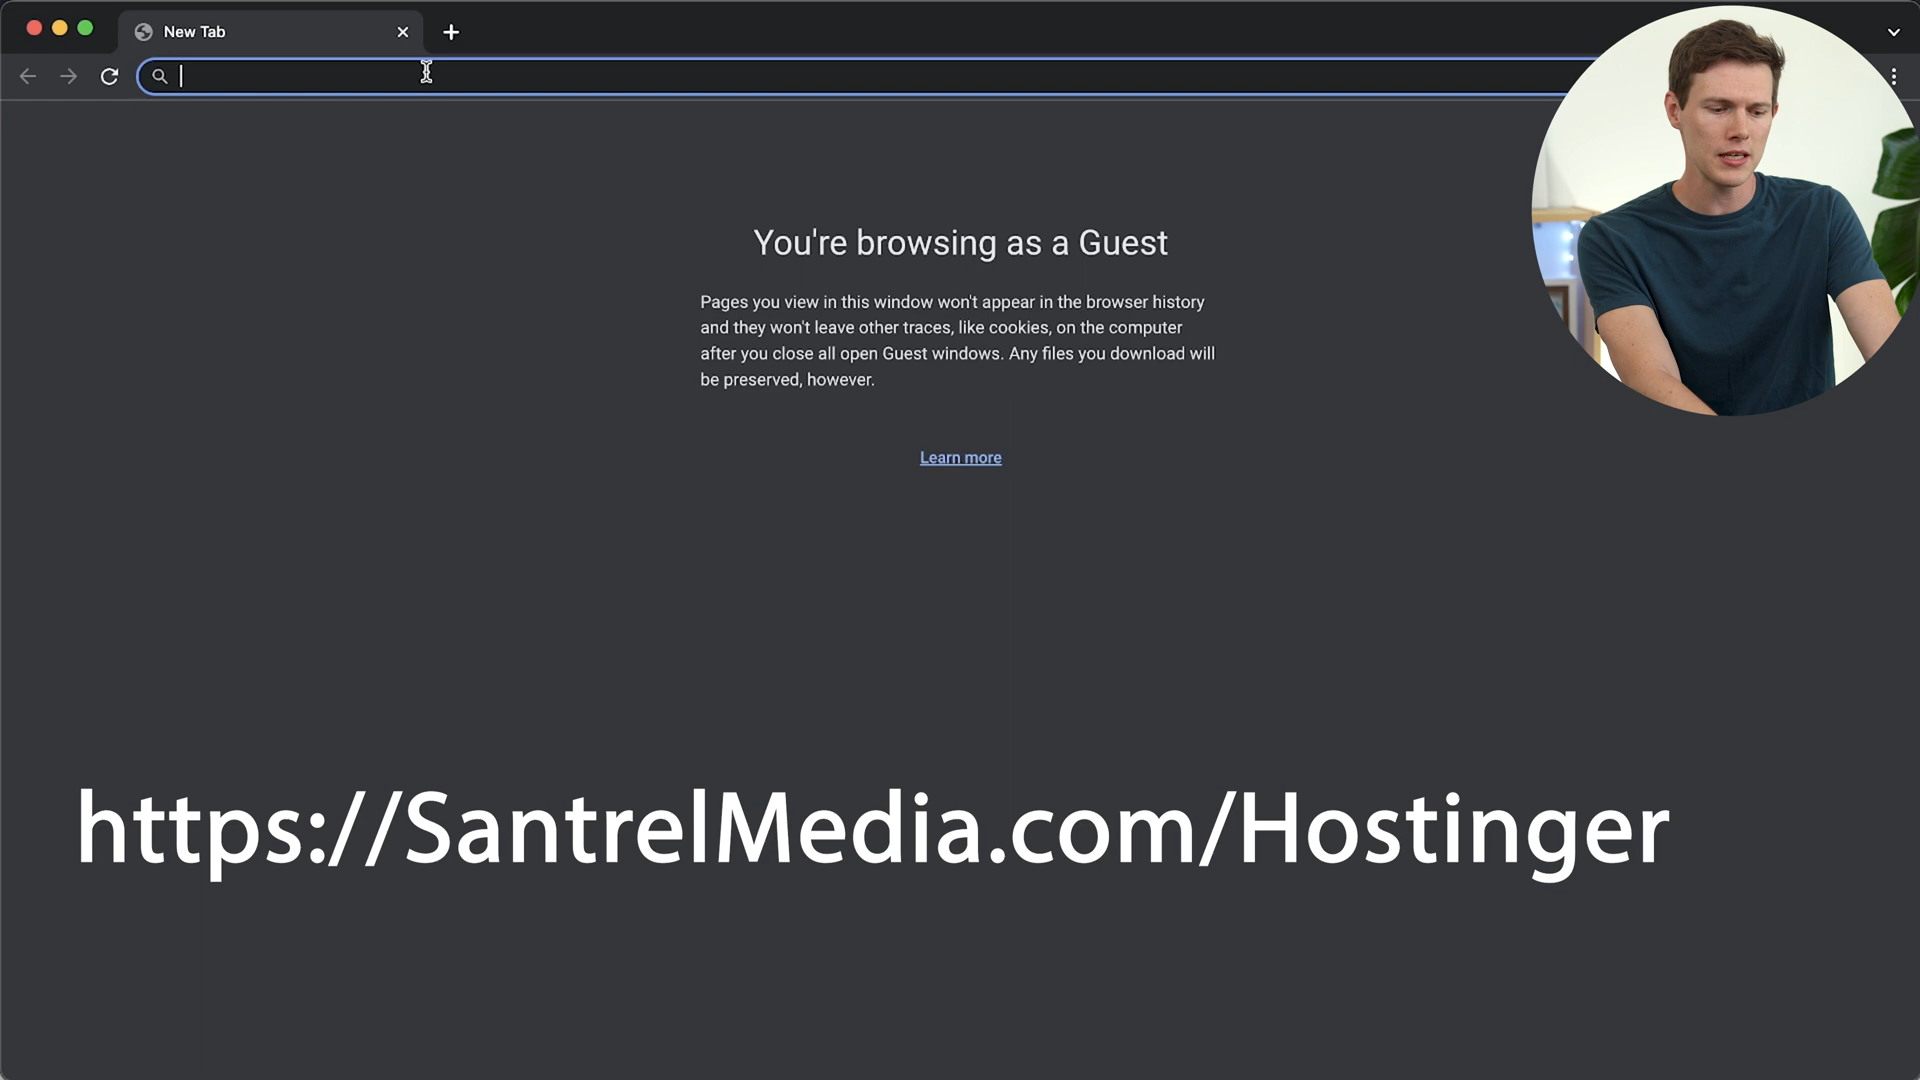 New Tab
You're browsing as a Guest
Pages you view in this window won't appear in the browser history
and they won't leave other traces, like cookies, on the computer
after you close all open Guest windows. Any files you download will
be preserved, however.
Learn more
https://SantrelMedia.com/Hostinger